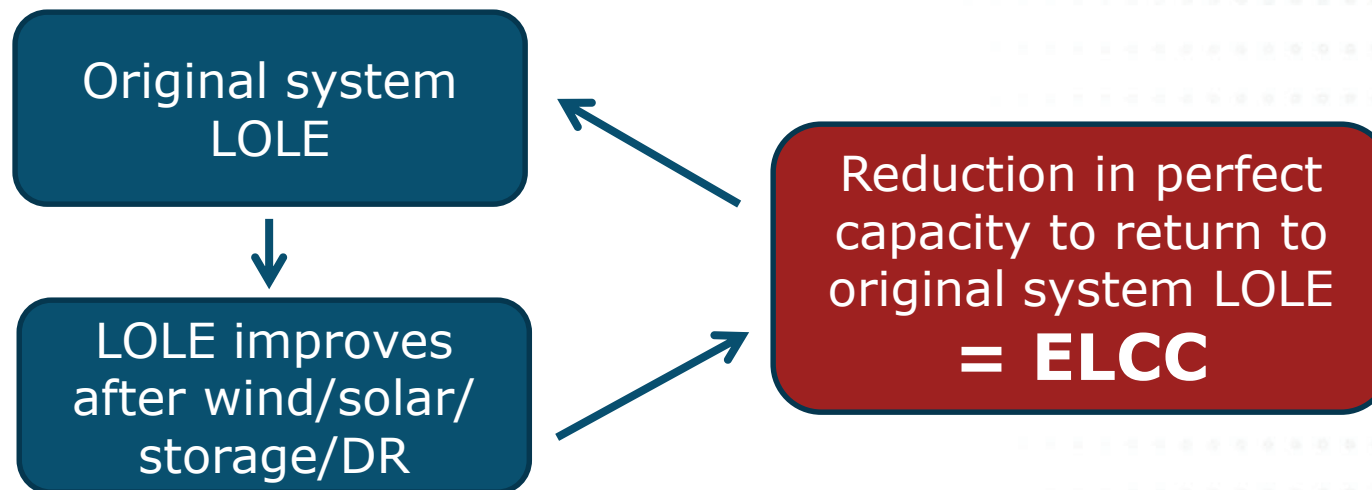 Original system
LOLE
LOLE improves
after wind/solar/
storage/DR
Reduction in perfect
capacity to return to
original system LOLE
= ELCC